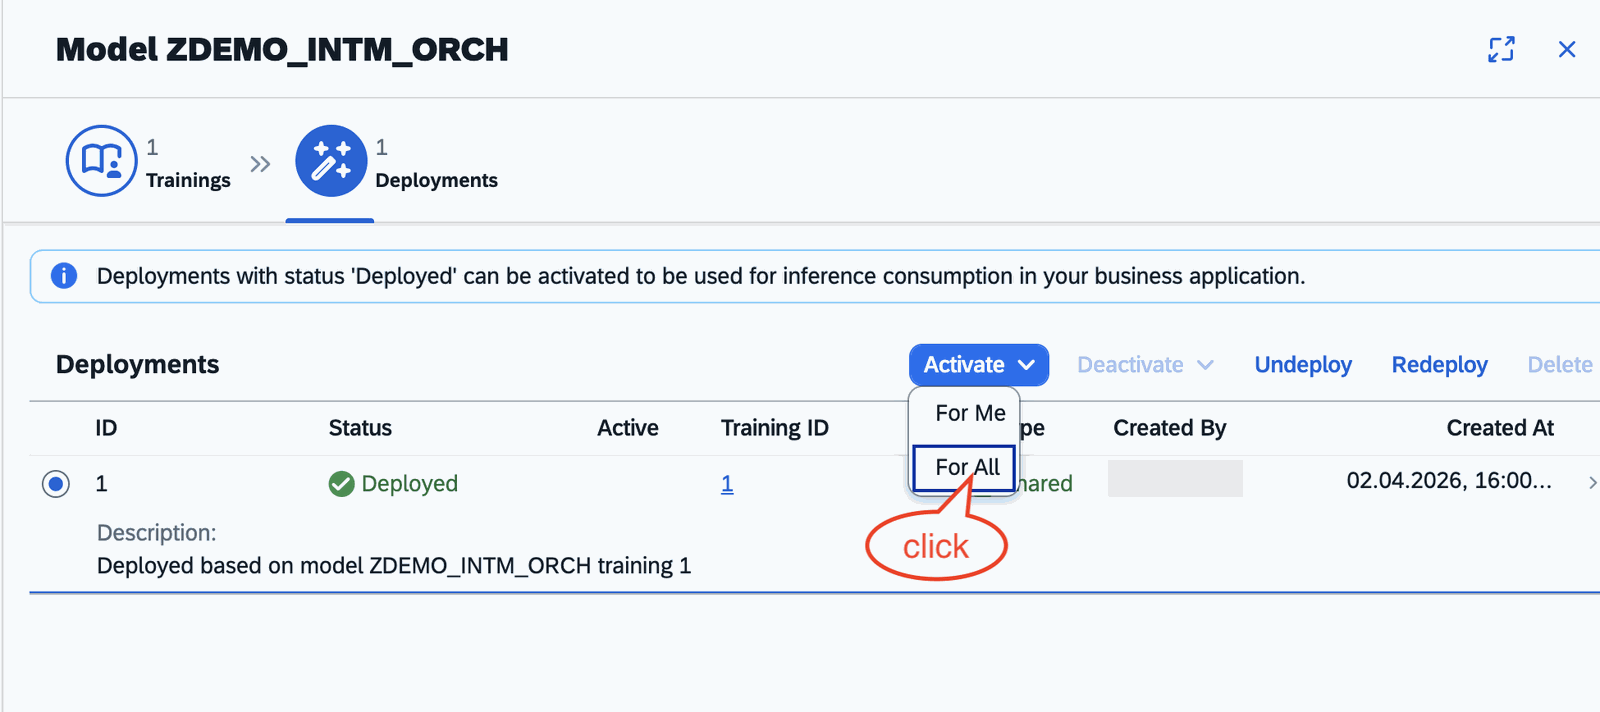 Model ZDEMO_INTM_ORCH
1
Trainings
1
Deployments
Deployments with status 'Deployed' can be activated to be used for inference consumption in your business application.
Deployments Activate Deactivate Undeploy Redeploy Delete
For Me
ID Status Active Training ID pe Created By Created At
For All
1 Deployed 1 hared 02.04.2026, 16:00...
Description:
click
Deployed based on model ZDEMO_INTM_ORCH training 1